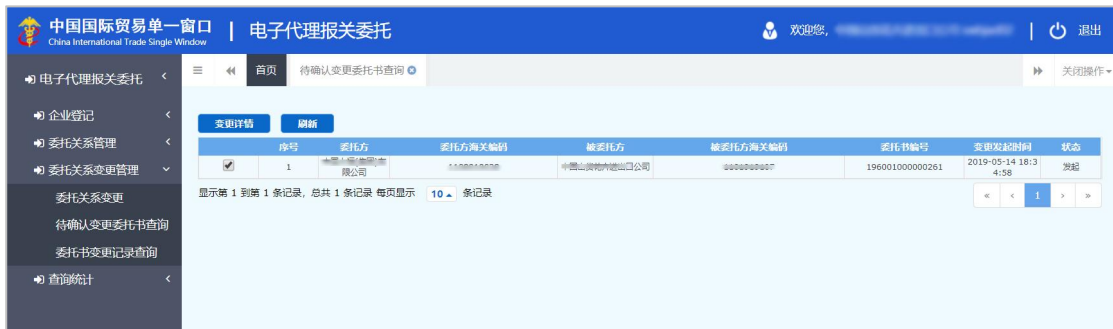 中国国际贸易单一窗口 | 电子代理报关委托
China International Trade Single Window
欢迎您,
退出
电子代理报关委托
首页
待确认变更委托书查询
关闭操作
企业登记
委托关系管理
委托关系变更管理
委托关系变更
待确认变更委托书查询
委托书变更记录查询
查询统计
变更详情 刷新
序号 委托方 委托方海关编码 被委托方 被委托方海关编码 委托书编号 变更发起时间 状态
1 限公司 进出口公司 196001000000261 2019-05-14 18:3
4:58 发起
显示第 1 到第 1 条记录，总共 1 条记录 每页显示 10 条记录
« ‹ 1 › »